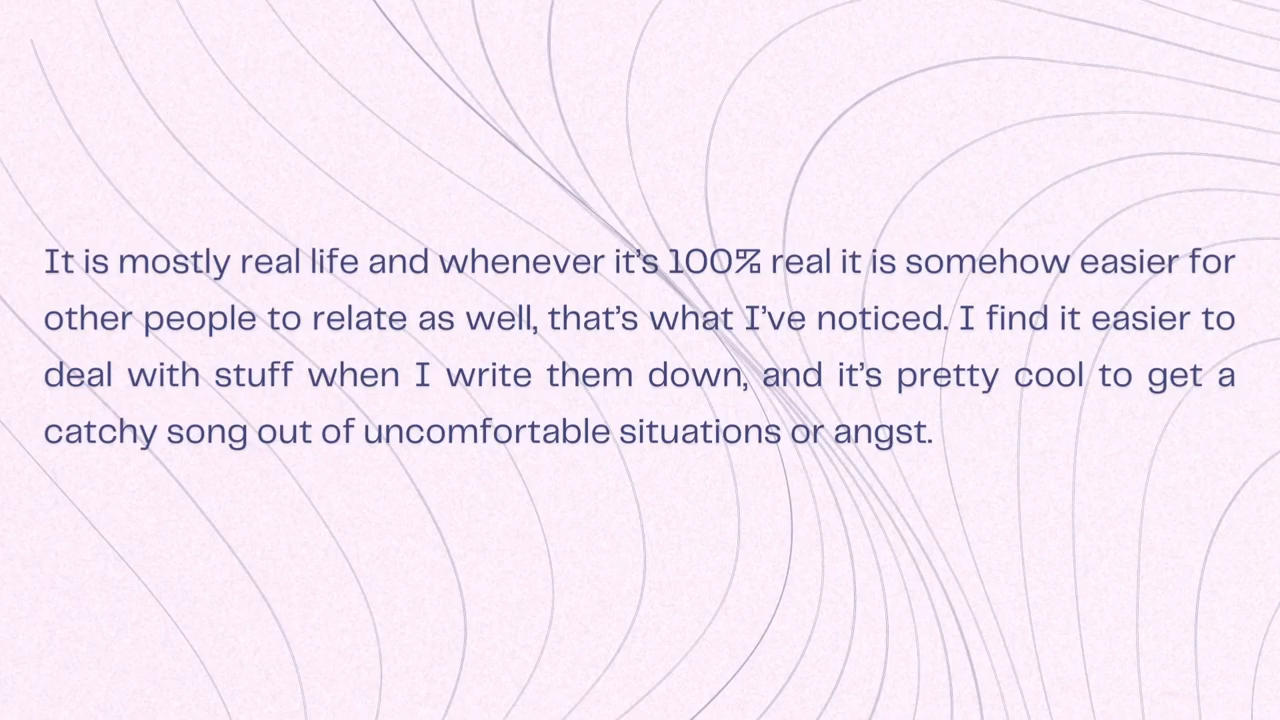 It is mostly real life and whenever it’s 100% real it is somehow easier for
other people to relate as well, that’s what I’ve noticed. I find it easier to
deal with stuff when I write them down, and it’s pretty cool to get a
catchy song out of uncomfortable situations or angst.